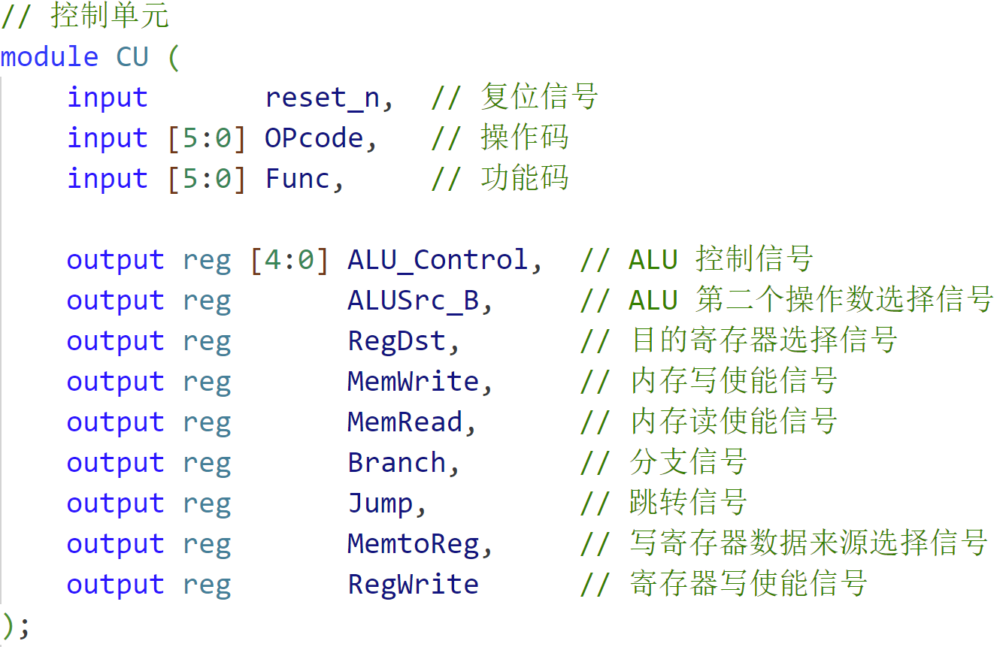 // 控制单元
module CU (
    input       reset_n,  // 复位信号
    input [5:0] OPcode,   // 操作码
    input [5:0] Func,     // 功能码

    output reg [4:0] ALU_Control,  // ALU 控制信号
    output reg       ALUSrc_B,     // ALU 第二个操作数选择信号
    output reg       RegDst,       // 目的寄存器选择信号
    output reg       MemWrite,     // 内存写使能信号
    output reg       MemRead,      // 内存读使能信号
    output reg       Branch,       // 分支信号
    output reg       Jump,         // 跳转信号
    output reg       MemtoReg,     // 写寄存器数据来源选择信号
    output reg       RegWrite      // 寄存器写使能信号
);